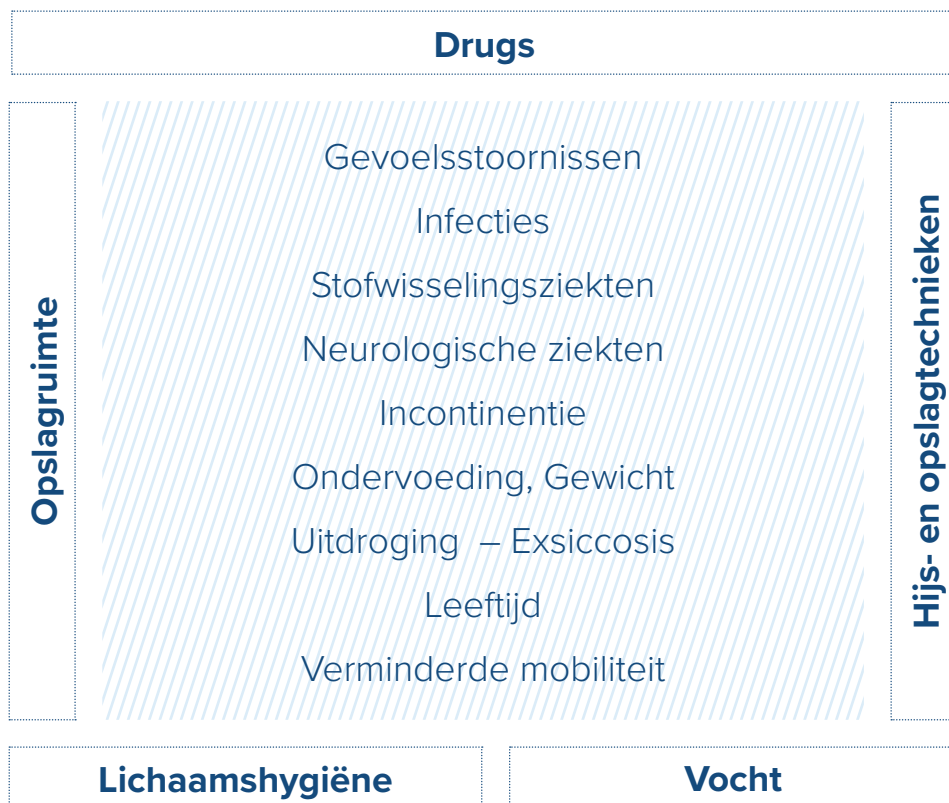 Drugs
Opslagruimte
Gevoelsstoornissen
Infecties
Stofwisselingsziekten
Neurologische ziekten
Incontinentie
Ondervoeding, Gewicht
Uitdroging – Exsiccosis
Leeftijd
Verminderde mobiliteit
Hijs- en opslagtechnieken
Lichaamshygiëne
Vocht